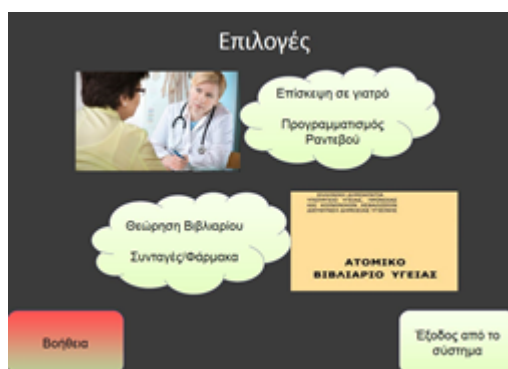 Επιλογές
Επίσκεψη σε γιατρό
Προγραμματισμός
Ραντεβού
Θεώρηση Βιβλιαρίου
Συνταγές/Φάρμακα
ΑΤΟΜΙΚΟ
ΒΙΒΛΙΑΡΙΟ ΥΓΕΙΑΣ
Βοήθεια
Έξοδος από το
σύστημα